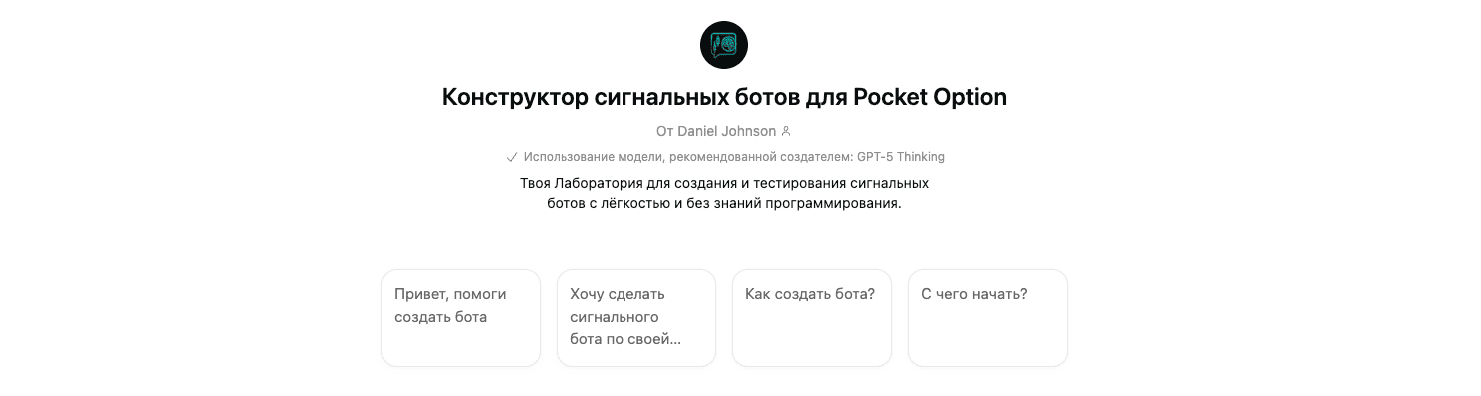 Конструктор сигнальных ботов для Pocket Option
От Daniel Johnson
Использование модели, рекомендованной создателем: GPT-5 Thinking
Твоя Лаборатория для создания и тестирования сигнальных
ботов с лёгкостью и без знаний программирования.
Привет, помоги
создать бота
Хочу сделать
сигнального
бота по своей...
Как создать бота?
С чего начать?